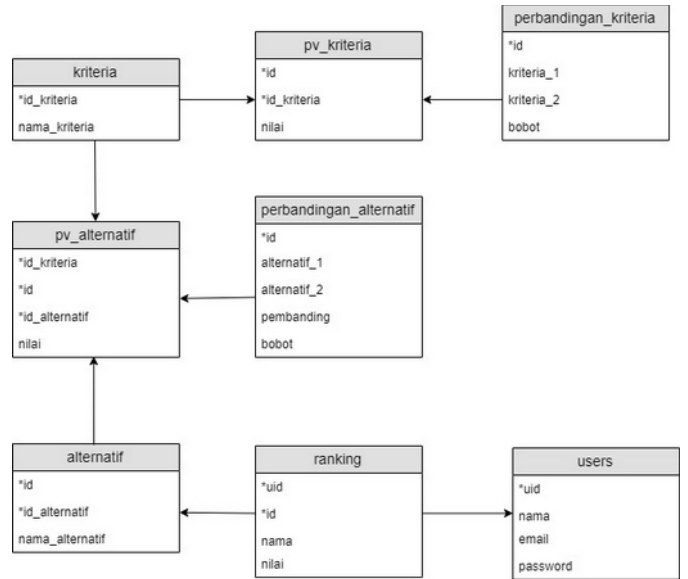 perbandingan_kriteria
*id
kriteria_1
kriteria_2
bobot
pv_kriteria
*id
*id_kriteria
nilai
kriteria
*id_kriteria
nama_kriteria
perbandingan_alternatif
*id
alternatif_1
alternatif_2
pembanding
bobot
pv_alternatif
*id_kriteria
*id
*id_alternatif
nilai
alternatif
*id
*id_alternatif
nama_alternatif
ranking
*uid
*id
nama
nilai
users
*uid
nama
email
password